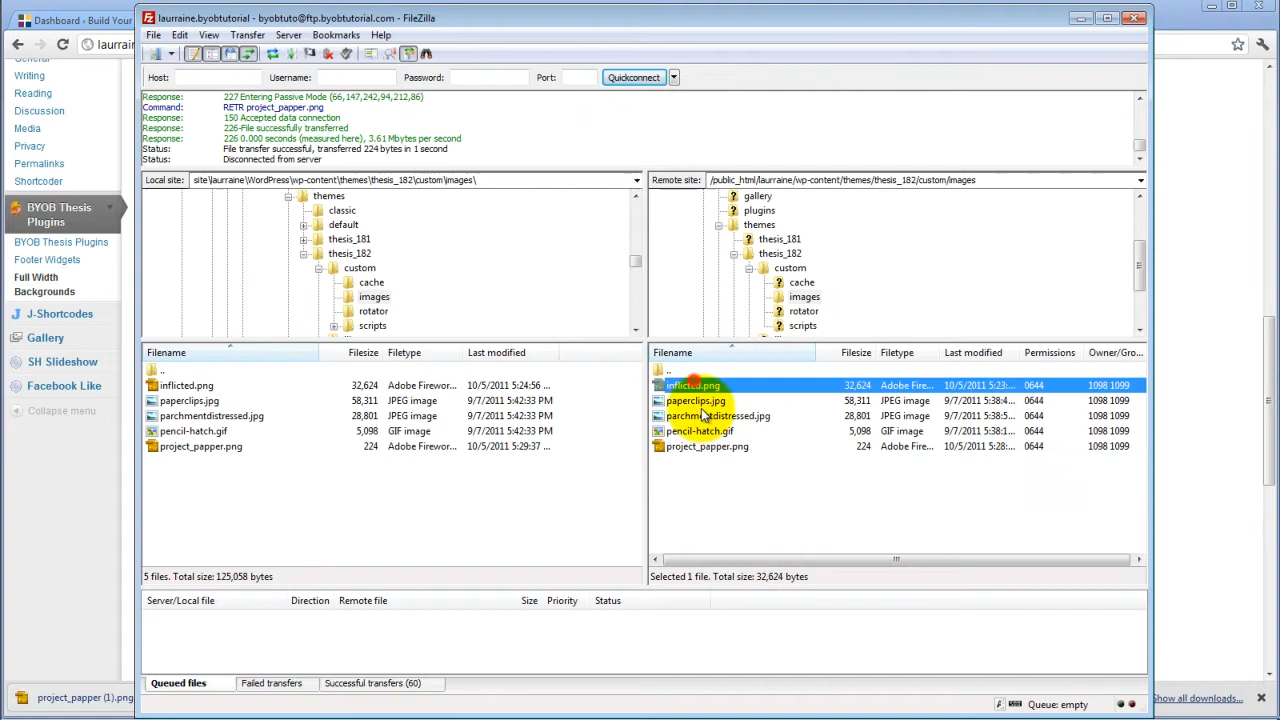 Dashboard ‹ Build Your
laurraine.byobtutorial - byobtuto@ftp.byobtutorial.com - FileZilla
laurrain
File Edit View Transfer Server Bookmarks Help
Host: Username: Password: Port: Quickconnect
General
Writing
Reading
Discussion
Media
Privacy
Permalinks
Shortcoder
BYOB Thesis
Plugins
BYOB Thesis Plugins
Footer Widgets
Full Width
Backgrounds
J-Shortcodes
Gallery
SH Slideshow
Facebook Like
Collapse menu
Response: 227 Entering Passive Mode (66,147,242,94,212,86)
Command: RETR project_papper.png
Response: 150 Accepted data connection
Response: 226-File successfully transferred
Response: 226 0.000 seconds (measured here), 3.61 Mbytes per second
Status: File transfer successful, transferred 224 bytes in 1 second
Status: Disconnected from server
Local site: site\laurraine\WordPress\wp-content\themes\thesis_182\custom\images\
themes
classic
default
thesis_181
thesis_182
custom
cache
images
rotator
scripts
Remote site: /public_html/laurraine/wp-content/themes/thesis_182/custom/images
gallery
plugins
themes
thesis_181
thesis_182
custom
cache
images
rotator
scripts
Filename Filesize Filetype Last modified
..
inflicted.png 32,624 Adobe Firewor... 10/5/2011 5:24:56 ...
paperclips.jpg 58,311 JPEG image 9/7/2011 5:42:33 PM
parchmentdistressed.jpg 28,801 JPEG image 9/7/2011 5:42:33 PM
pencil-hatch.gif 5,098 GIF image 9/7/2011 5:42:33 PM
project_papper.png 224 Adobe Firewor... 10/5/2011 5:29:37 ...
5 files. Total size: 125,058 bytes
Filename Filesize Filetype Last modified Permissions Owner/Gro...
..
inflicted.png 32,624 Adobe Fire... 10/5/2011 5:23:... 0644 1098 1099
paperclips.jpg 58,311 JPEG image 9/7/2011 5:38:4... 0644 1098 1099
parchmentdistressed.jpg 28,801 JPEG image 9/7/2011 5:38:5... 0644 1098 1099
pencil-hatch.gif 5,098 GIF image 9/7/2011 5:38:1... 0644 1098 1099
project_papper.png 224 Adobe Fire... 10/5/2011 5:28:... 0644 1098 1099
Selected 1 file. Total size: 32,624 bytes
Server/Local file Direction Remote file Size Priority Status
Queued files Failed transfers Successful transfers (60)
Queue: empty
project_papper (1).png
Show all downloads...